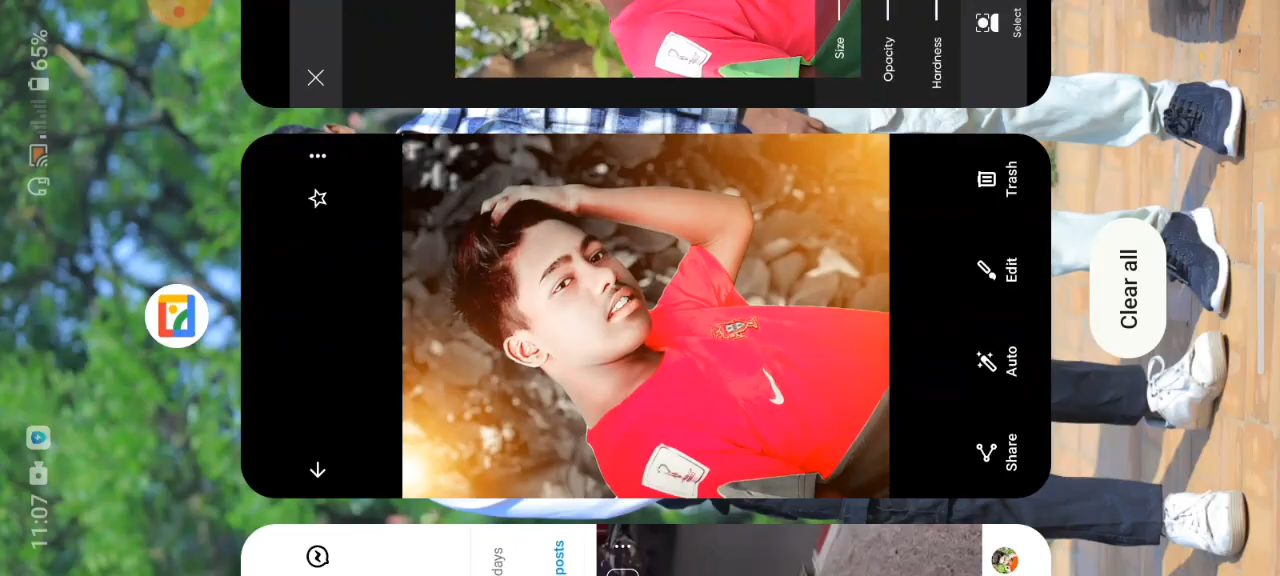 11:07
65%
Size
Opacity
Hardness
Select
Share
Auto
Edit
Trash
Clear all
days
posts